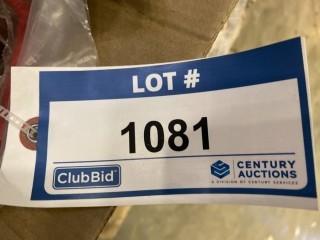 LOT #
1081
ClubBid
CENTURY
AUCTIONS
A DIVISION OF CENTURY SERVICES